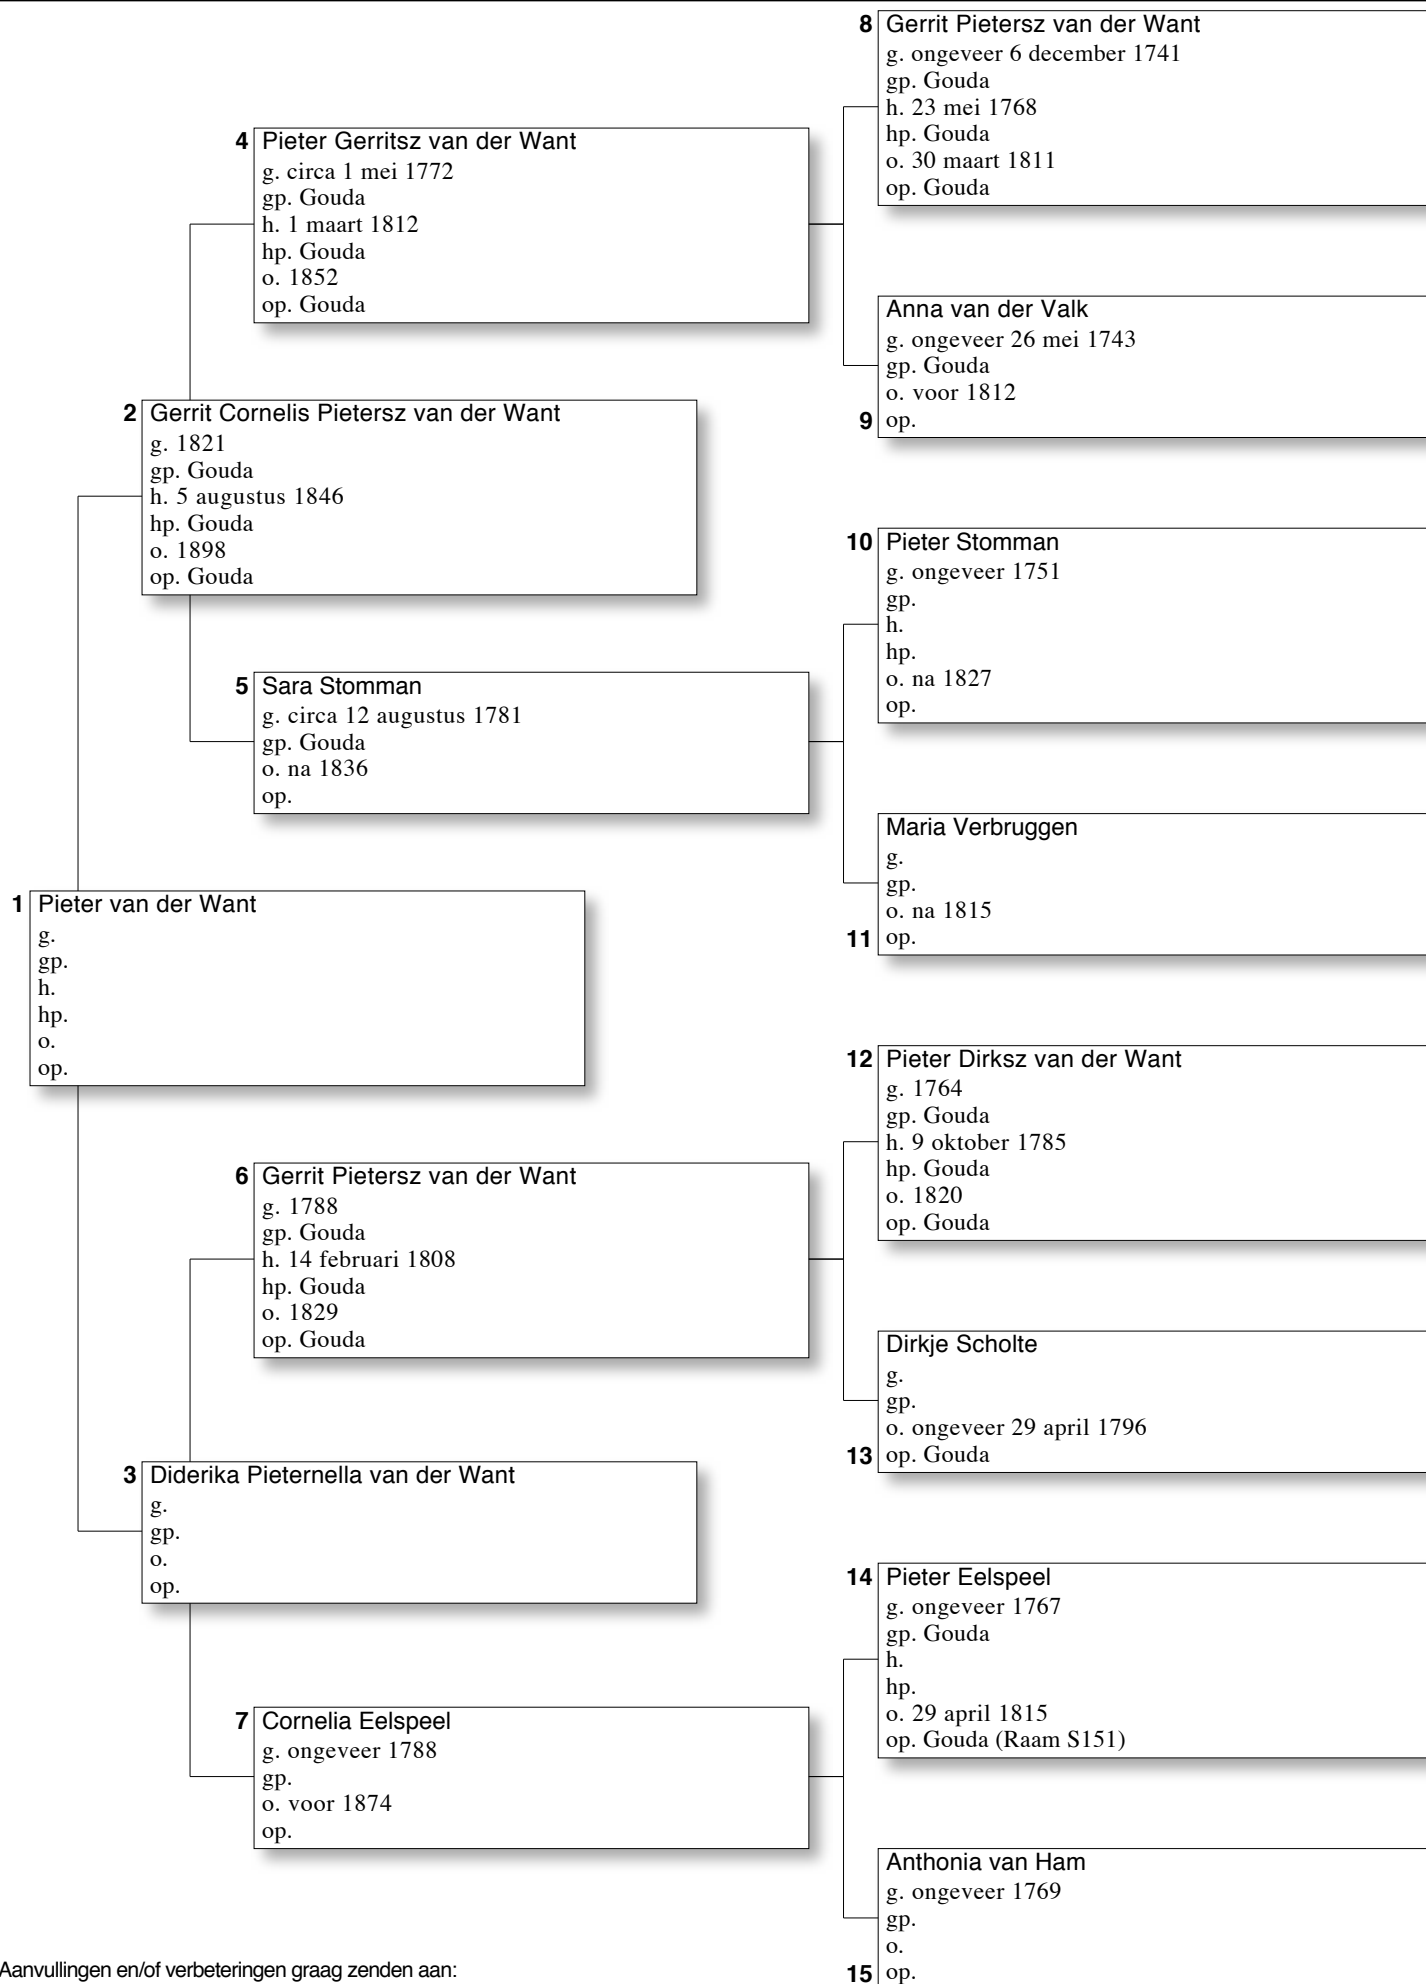 8 Gerrit Pietersz van der Want
g. ongeveer 6 december 1741
gp. Gouda
h. 23 mei 1768
hp. Gouda
o. 30 maart 1811
op. Gouda
4 Pieter Gerritsz van der Want
g. circa 1 mei 1772
gp. Gouda
h. 1 maart 1812
hp. Gouda
o. 1852
op. Gouda
Anna van der Valk
g. ongeveer 26 mei 1743
gp. Gouda
o. voor 1812
9 op.
2 Gerrit Cornelis Pietersz van der Want
g. 1821
gp. Gouda
h. 5 augustus 1846
hp. Gouda
o. 1898
op. Gouda
10 Pieter Stomman
g. ongeveer 1751
gp.
h.
hp.
o. na 1827
op.
5 Sara Stomman
g. circa 12 augustus 1781
gp. Gouda
o. na 1836
op.
Maria Verbruggen
g.
gp.
o. na 1815
11 op.
1 Pieter van der Want
g.
gp.
h.
hp.
o.
op.
12 Pieter Dirksz van der Want
g. 1764
gp. Gouda
h. 9 oktober 1785
hp. Gouda
o. 1820
op. Gouda
6 Gerrit Pietersz van der Want
g. 1788
gp. Gouda
h. 14 februari 1808
hp. Gouda
o. 1829
op. Gouda
Dirkje Scholte
g.
gp.
o. ongeveer 29 april 1796
13 op. Gouda
3 Diderika Pieternella van der Want
g.
gp.
o.
op.
14 Pieter Eelspeel
g. ongeveer 1767
gp. Gouda
h.
hp.
o. 29 april 1815
op. Gouda (Raam S151)
7 Cornelia Eelspeel
g. ongeveer 1788
gp.
o. voor 1874
op.
Anthonia van Ham
g. ongeveer 1769
gp.
o.
15 op.
Aanvullingen en/of verbeteringen graag zenden aan: